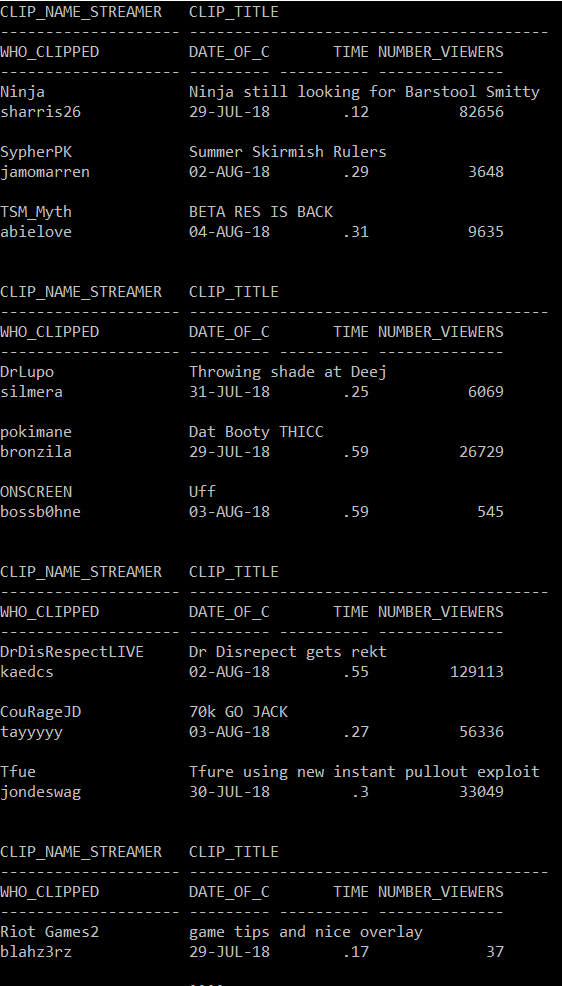 CLIP_NAME_STREAMER   CLIP_TITLE
-------------------- ----------------------------------------
WHO_CLIPPED          DATE_OF_C       TIME NUMBER_VIEWERS
-------------------- --------- ---------- --------------
Ninja                Ninja still looking for Barstool Smitty
sharris26            29-JUL-18        .12          82656

SypherPK             Summer Skirmish Rulers
jamomarren           02-AUG-18        .29           3648

TSM_Myth             BETA RES IS BACK
abielove             04-AUG-18        .31           9635


CLIP_NAME_STREAMER   CLIP_TITLE
-------------------- ----------------------------------------
WHO_CLIPPED          DATE_OF_C       TIME NUMBER_VIEWERS
-------------------- --------- ---------- --------------
DrLupo               Throwing shade at Deej
silmera              31-JUL-18        .25           6069

pokimane             Dat Booty THICC
bronzila             29-JUL-18        .59          26729

ONSCREEN             Uff
bossb0hne            03-AUG-18        .59            545


CLIP_NAME_STREAMER   CLIP_TITLE
-------------------- ----------------------------------------
WHO_CLIPPED          DATE_OF_C       TIME NUMBER_VIEWERS
-------------------- --------- ---------- --------------
DrDisRespectLIVE     Dr Disrepect gets rekt
kaedcs               02-AUG-18        .55         129113

CouRageJD            70k GO JACK
tayyyyy              03-AUG-18        .27          56336

Tfue                 Tfure using new instant pullout exploit
jondeswag            30-JUL-18         .3          33049


CLIP_NAME_STREAMER   CLIP_TITLE
-------------------- ----------------------------------------
WHO_CLIPPED          DATE_OF_C       TIME NUMBER_VIEWERS
-------------------- --------- ---------- --------------
Riot Games2          game tips and nice overlay
blahz3rz             29-JUL-18        .17             37